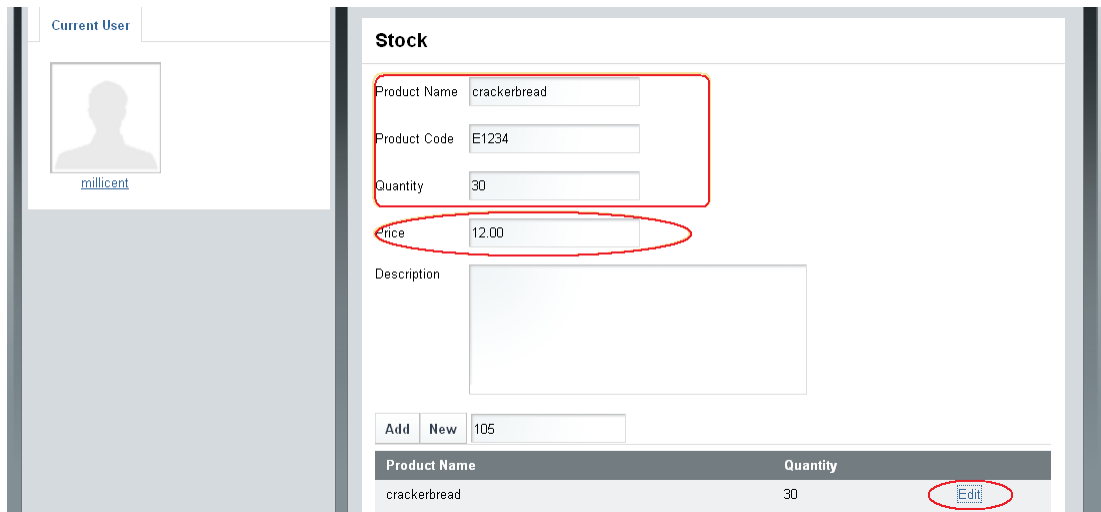 Current User
millicent
Stock
Product Name crackerbread
Product Code E1234
Quantity 30
Price 12.00
Description
Add New 105
Product Name Quantity
crackerbread 30 Edit